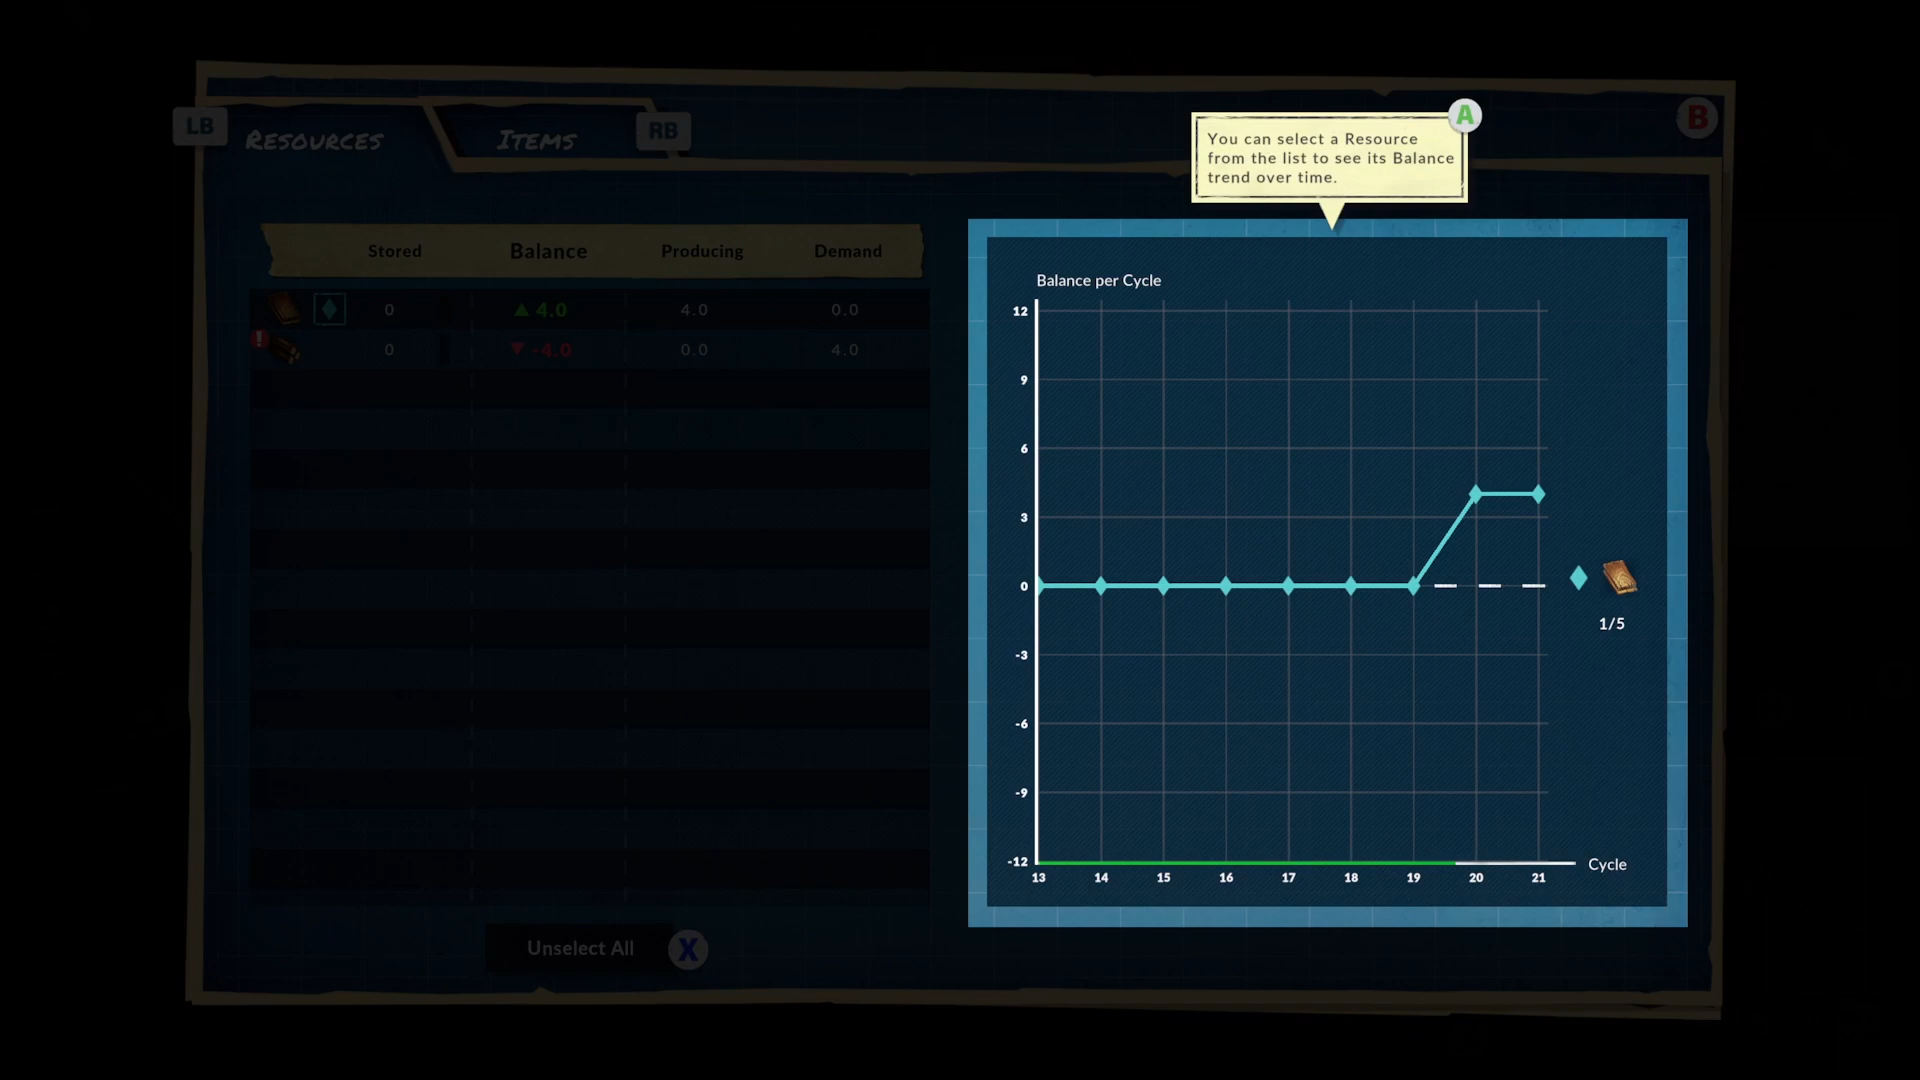 LB
Resources
Items
RB
A
B
You can select a Resource
from the list to see its Balance
trend over time.
Stored Balance Producing Demand
0 4.0 4.0 0.0
! 0 -4.0 0.0 4.0
Unselect All X
Balance per Cycle
12
9
6
3
0
-3
-6
-9
-12
13 14 15 16 17 18 19 20 21
Cycle
1/5